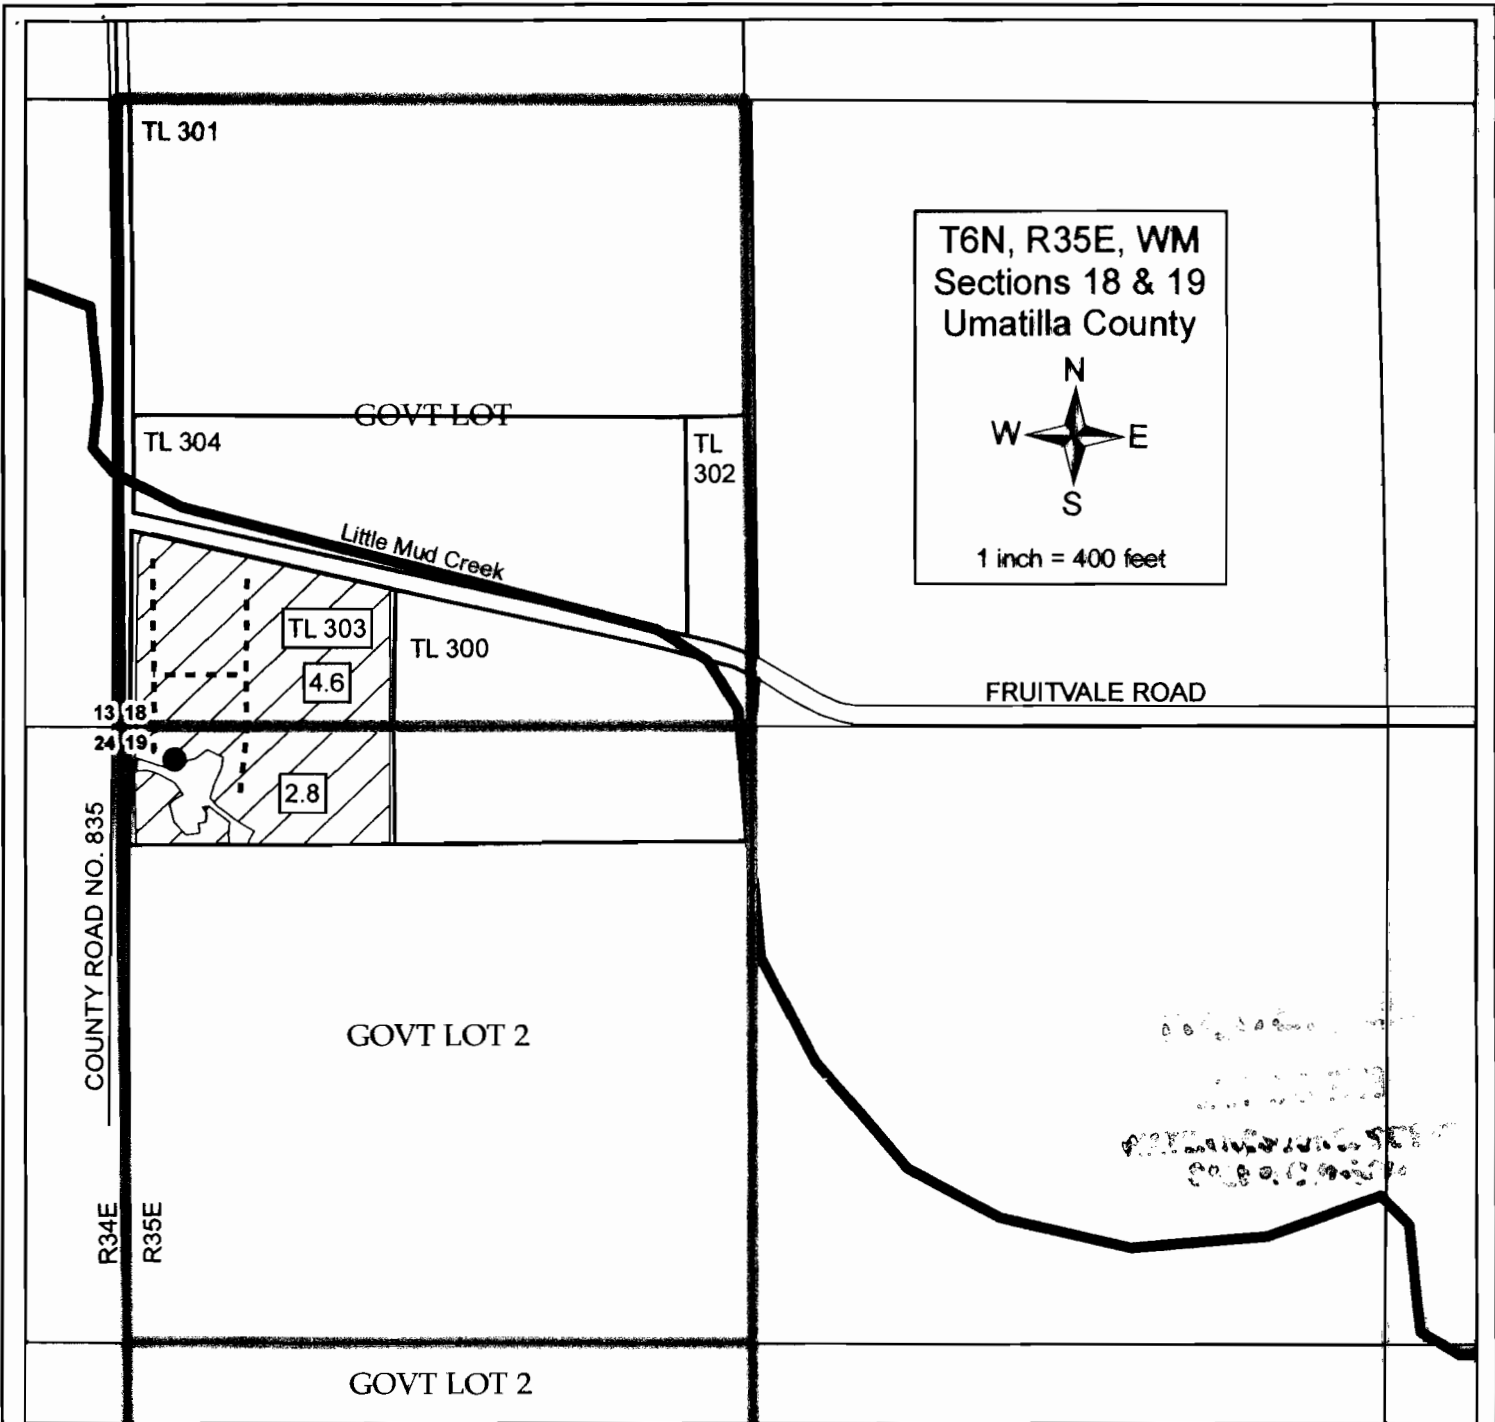 TL 301
T6N, R35E, WM
Sections 18 & 19
Umatilla County
N
W E
S
1 inch = 400 feet
GOVT LOT
TL 304
TL
302
Little Mud Creek
TL 303
TL 300
4.6
FRUITVALE ROAD
13 18
24 19
2.8
COUNTY ROAD NO. 835
GOVT LOT 2
R34E
R35E
GOVT LOT 2